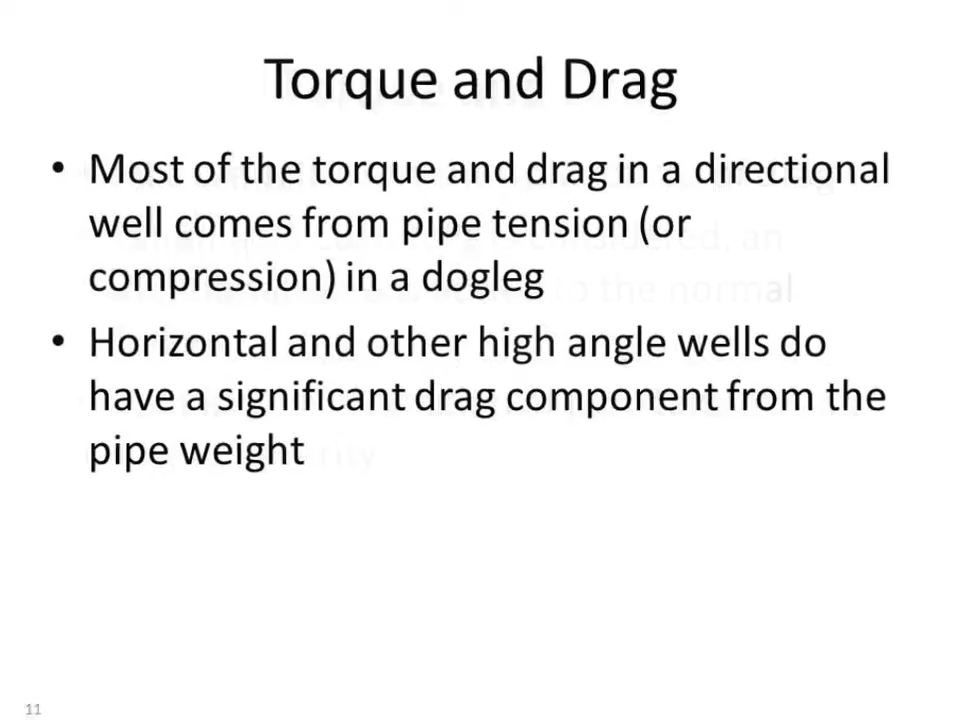 Torque and Drag
• Most of the torque and drag in a directional
well comes from pipe tension (or
compression) in a dogleg
• Horizontal and other high angle wells do
have a significant drag component from the
pipe weight
11